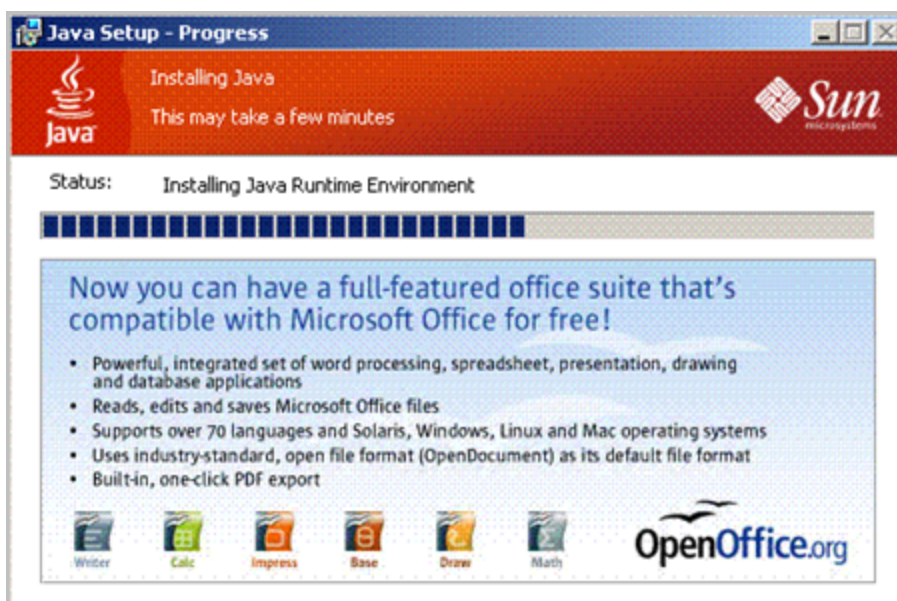 Java Setup - Progress
Installing Java
This may take a few minutes
Java
Sun
microsystems
Status: Installing Java Runtime Environment
Now you can have a full-featured office suite that's
compatible with Microsoft Office for free!
• Powerful, integrated set of word processing, spreadsheet, presentation, drawing
and database applications
• Reads, edits and saves Microsoft Office files
• Supports over 70 languages and Solaris, Windows, Linux and Mac operating systems
• Uses industry-standard, open file format (OpenDocument) as its default file format
• Built-in, one-click PDF export
Writer Calc Impress Base Draw Math
OpenOffice.org